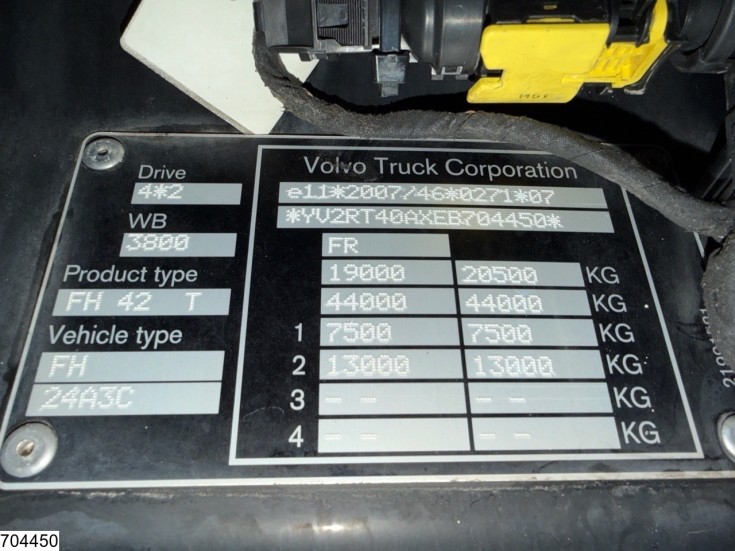 MGT
Drive
4*2
WB
3800
Product type
FH 42 T
Vehicle type
FH
24A3C
Volvo Truck Corporation
e11*2007/46*0271*07
*YV2RT40AXEB704450*
FR
19000 20500 KG
44000 44000 KG
1 7500 7500 KG
2 13000 13000 KG
3 – – – – KG
4 – – – – KG
704450